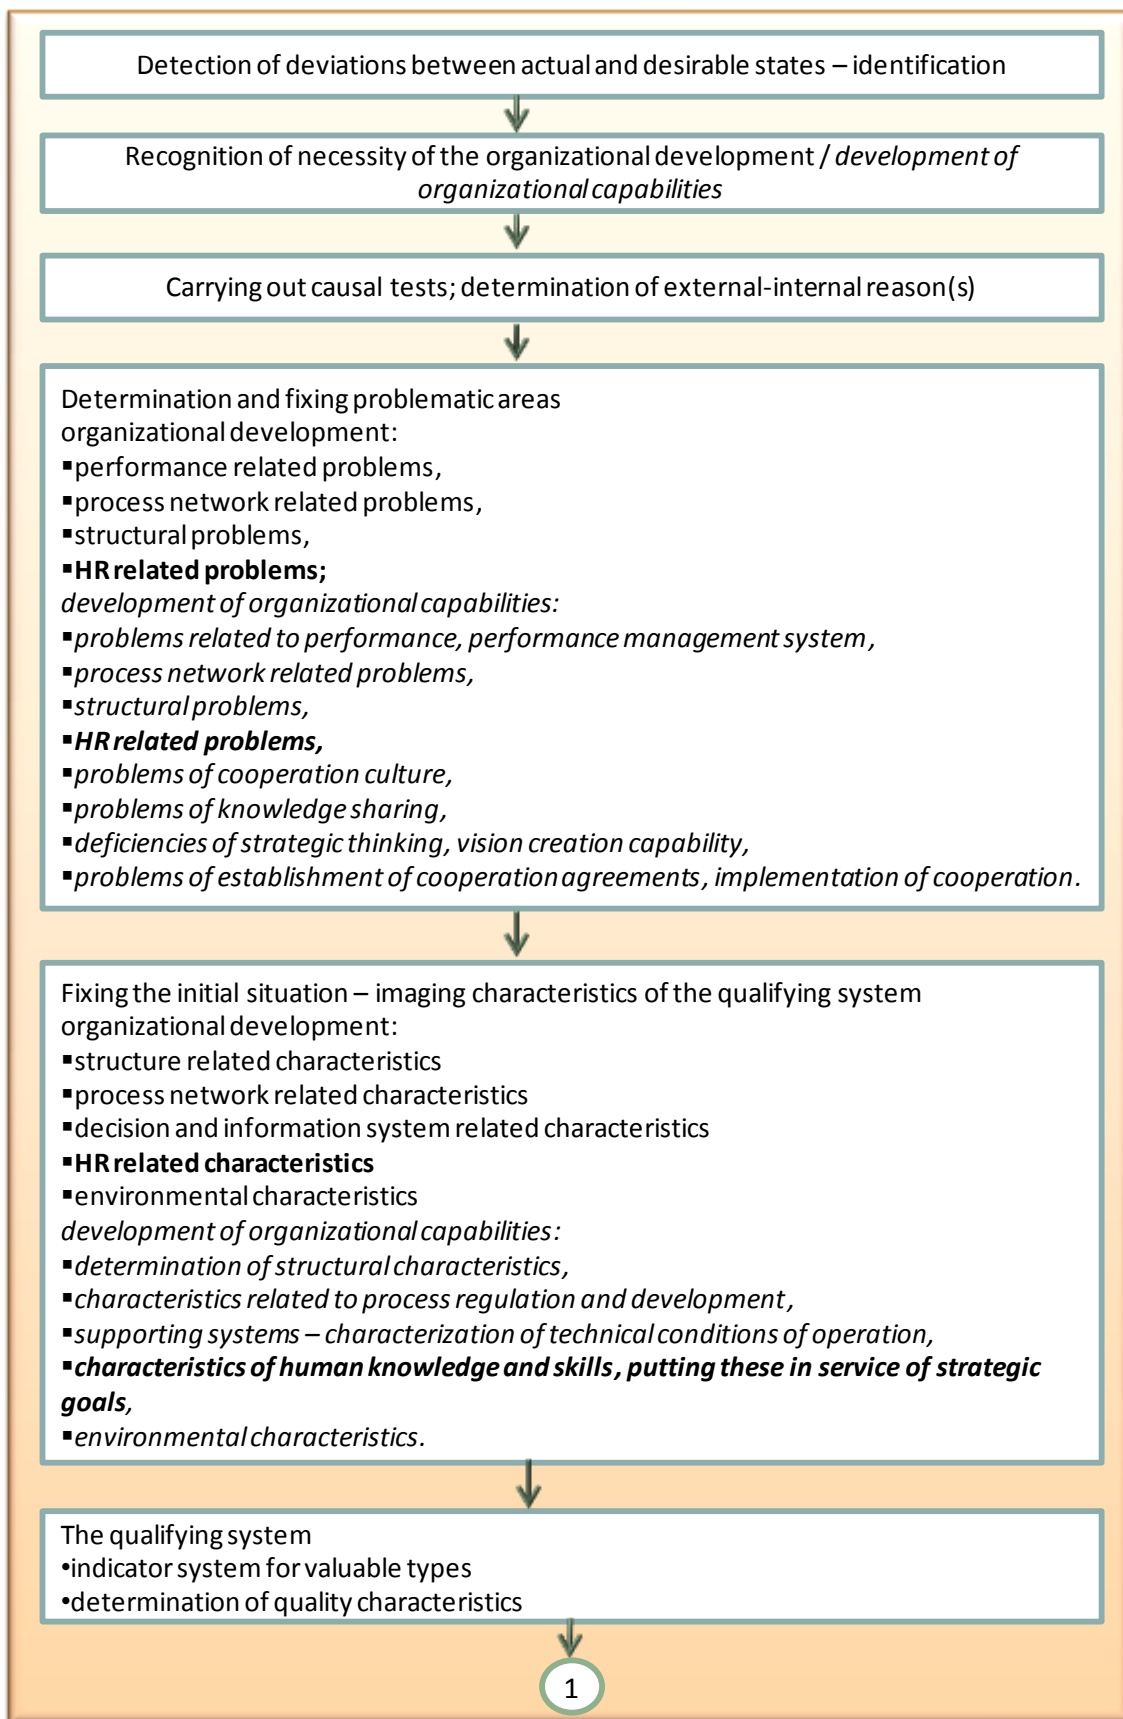 Detection of deviations between actual and desirable states – identification
Recognition of necessity of the organizational development / development of
organizational capabilities
Carrying out causal tests; determination of external-internal reason(s)
Determination and fixing problematic areas
organizational development:
▪performance related problems,
▪process network related problems,
▪structural problems,
▪HR related problems;
development of organizational capabilities:
▪problems related to performance, performance management system,
▪process network related problems,
▪structural problems,
▪HR related problems,
▪problems of cooperation culture,
▪problems of knowledge sharing,
▪deficiencies of strategic thinking, vision creation capability,
▪problems of establishment of cooperation agreements, implementation of cooperation.
Fixing the initial situation – imaging characteristics of the qualifying system
organizational development:
▪structure related characteristics
▪process network related characteristics
▪decision and information system related characteristics
▪HR related characteristics
▪environmental characteristics
development of organizational capabilities:
▪determination of structural characteristics,
▪characteristics related to process regulation and development,
▪supporting systems – characterization of technical conditions of operation,
▪characteristics of human knowledge and skills, putting these in service of strategic
goals,
▪environmental characteristics.
The qualifying system
•indicator system for valuable types
•determination of quality characteristics
1